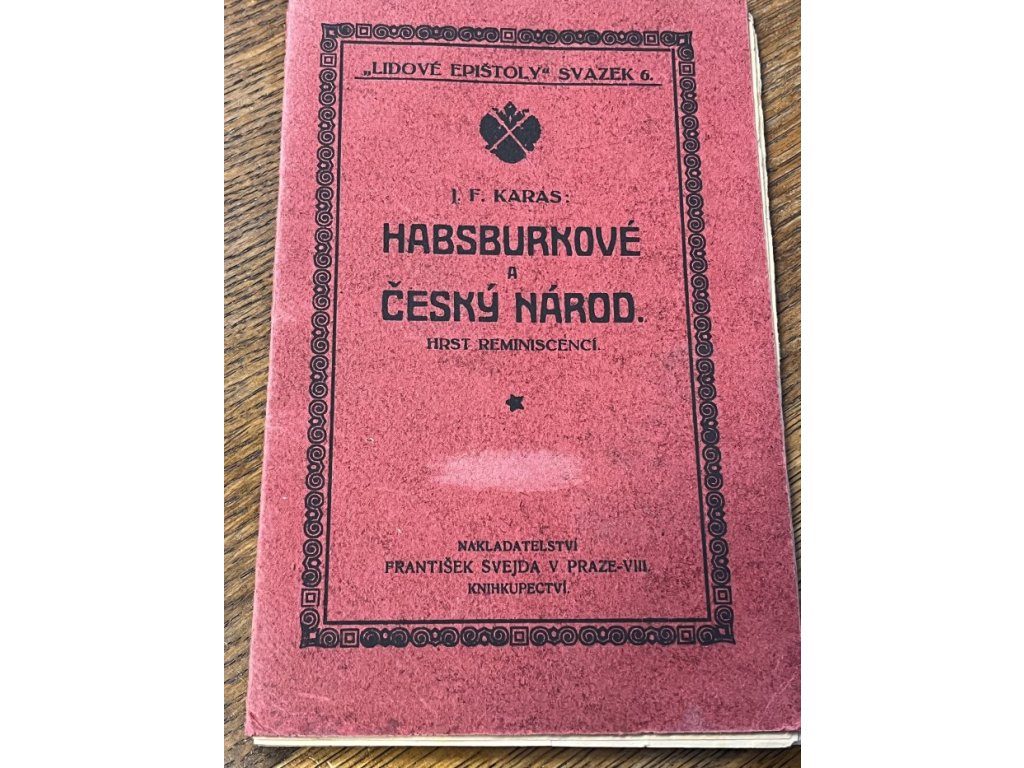 „LIDOVÉ EPIŠTOLY“ SVAZEK 6.
J. F. KARAS:
HABSBURKOVÉ
A
ČESKÝ NÁROD.
HRST REMINISCENCÍ.
NAKLADATELSTVÍ
FRANTIŠEK ŠVEJDA V PRAZE-VIII.
KNIHKUPECTVÍ.